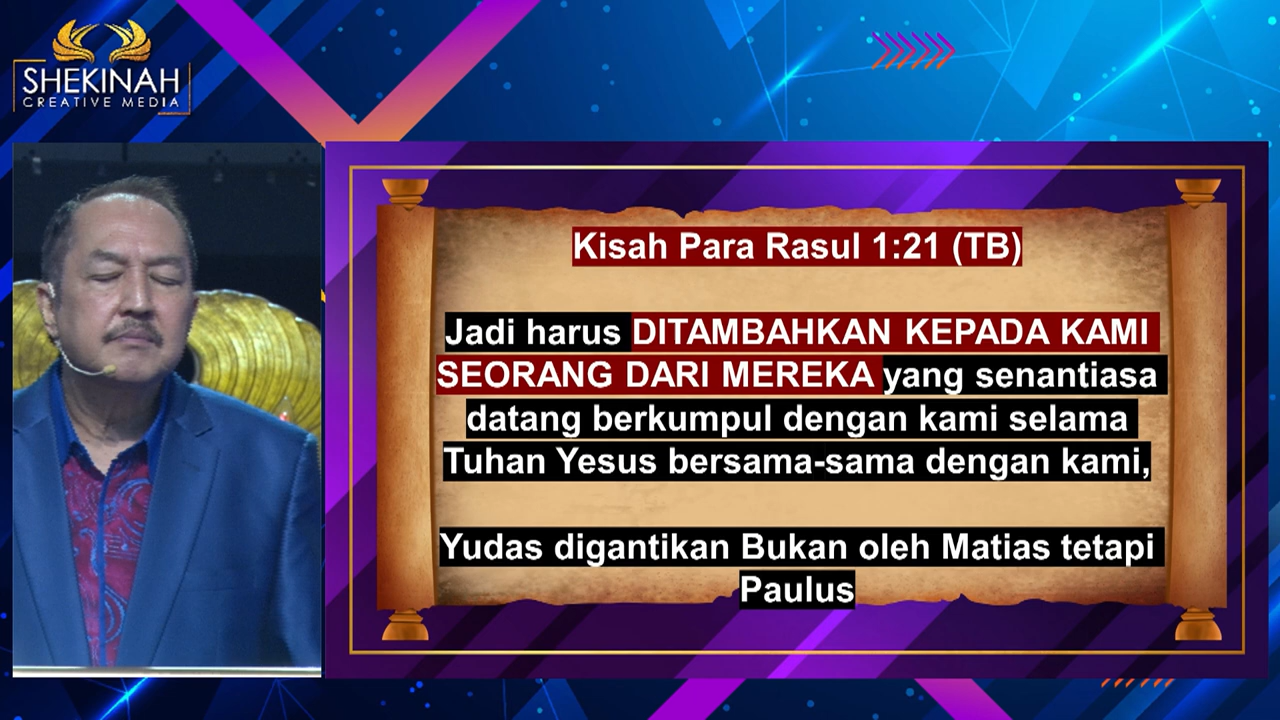 SHEKINAH
CREATIVE MEDIA
Kisah Para Rasul 1:21 (TB)
Jadi harus DITAMBAHKAN KEPADA KAMI
SEORANG DARI MEREKA yang senantiasa
datang berkumpul dengan kami selama
Tuhan Yesus bersama-sama dengan kami,
Yudas digantikan Bukan oleh Matias tetapi
Paulus